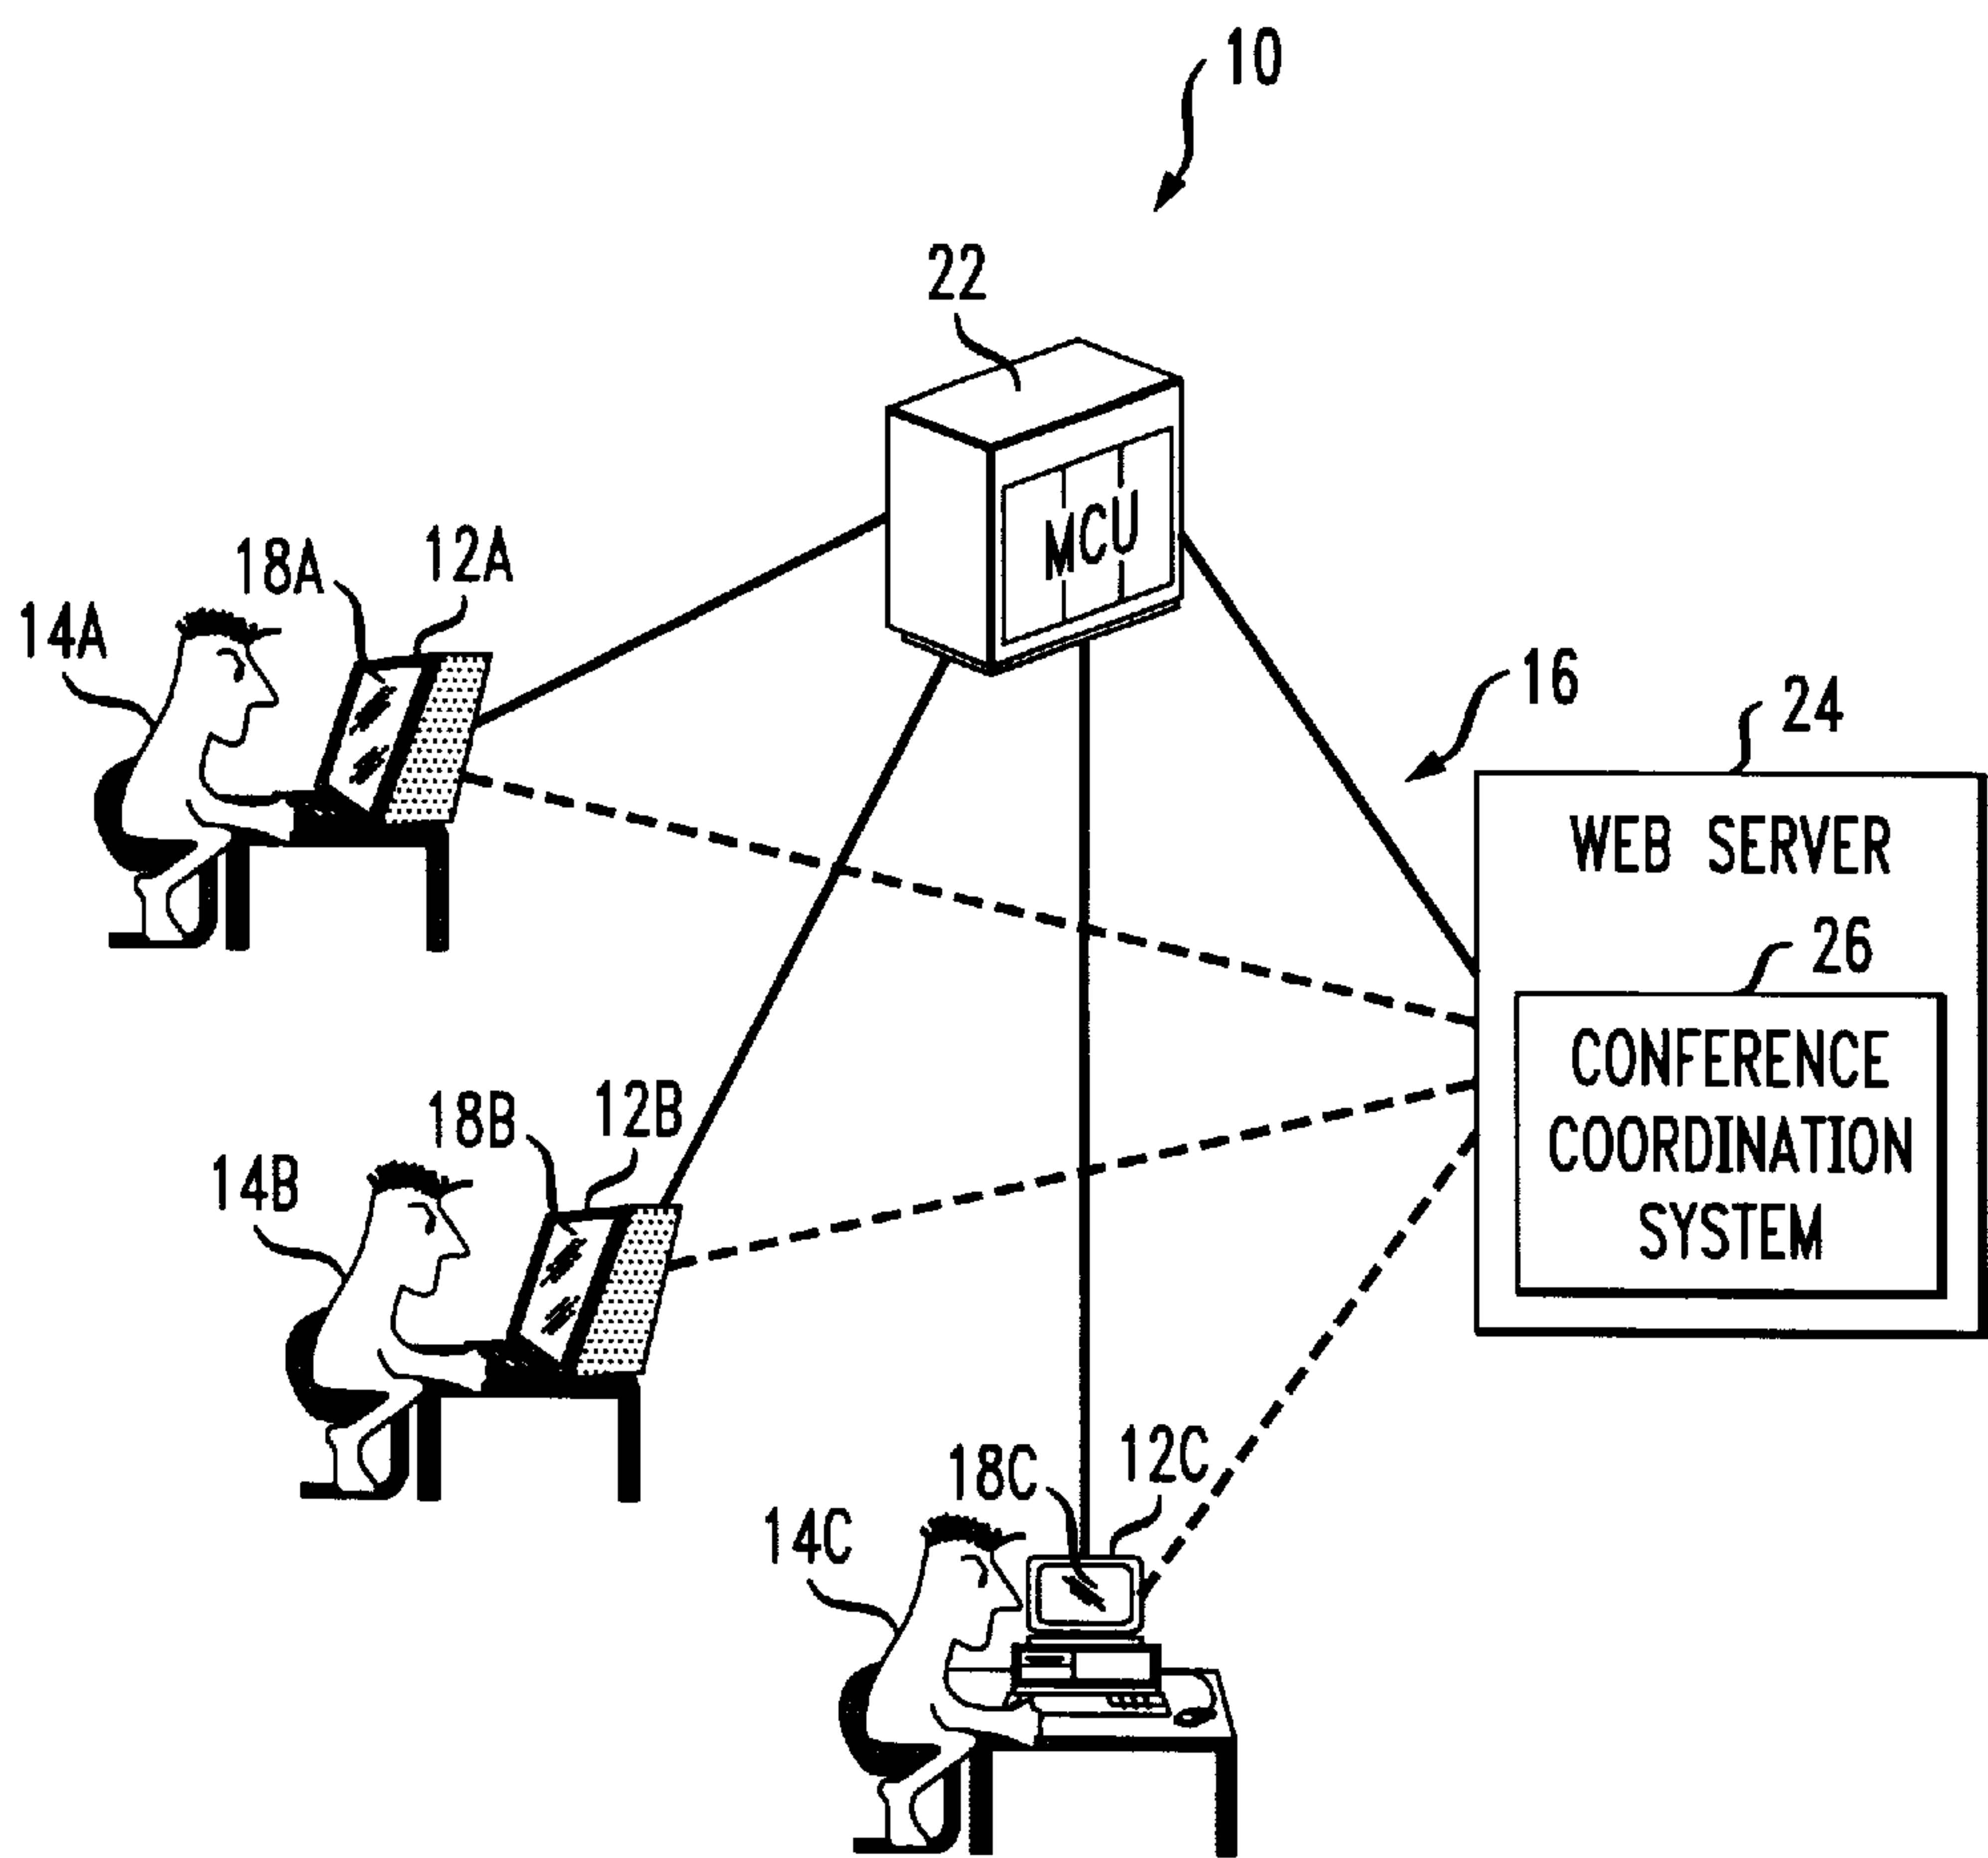 10
22
MCU
18A
12A
14A
16
24
WEB SERVER
26
CONFERENCE
COORDINATION
SYSTEM
18B
12B
14B
18C
12C
14C